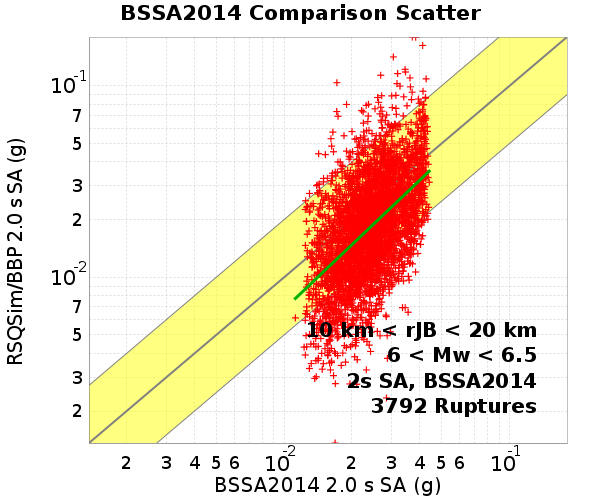 BSSA2014 Comparison Scatter
RSQSim/BBP 2.0 s SA (g)
10-1
7
5
3
2
10-2
7
5
3
2
10 km < rJB < 20 km
6 < Mw < 6.5
2s SA, BSSA2014
3792 Ruptures
2 3 4 5 6 10-2 2 3 4 5 6 10-1
BSSA2014 2.0 s SA (g)